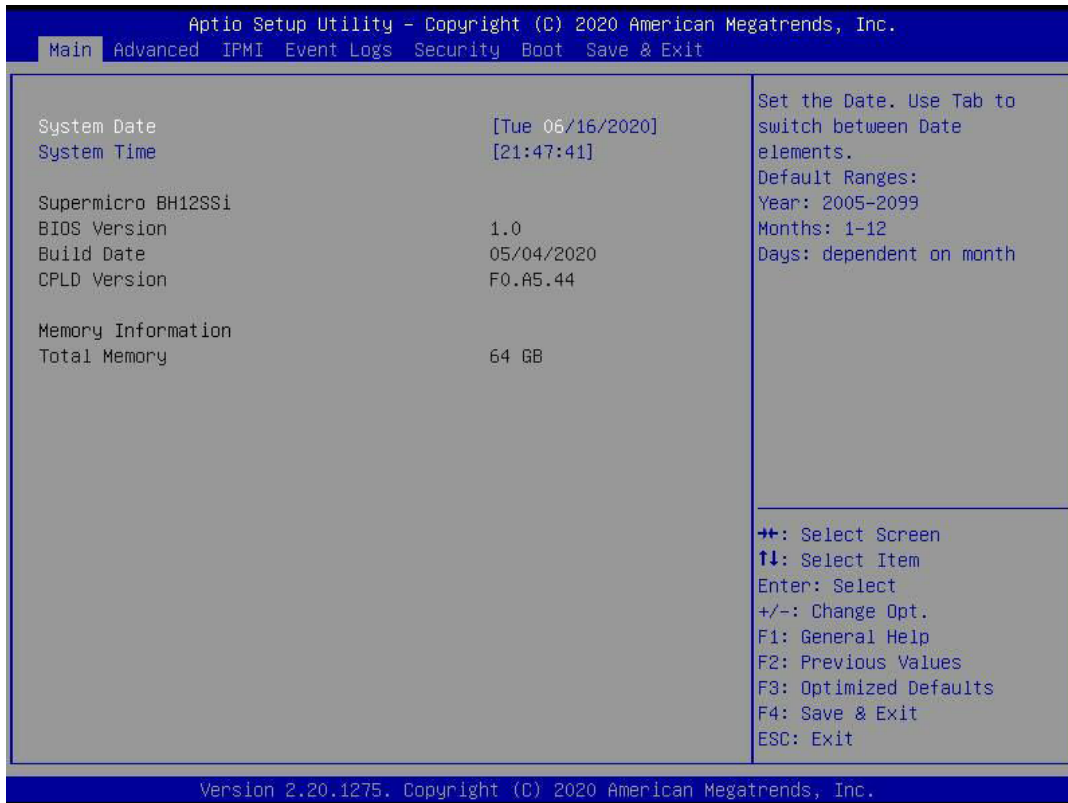 Aptio Setup Utility – Copyright (C) 2020 American Megatrends, Inc.
Main Advanced IPMI Event Logs Security Boot Save & Exit
System Date [Tue 06/16/2020]
System Time [21:47:41]
Supermicro BH12SSi
BIOS Version 1.0
Build Date 05/04/2020
CPLD Version F0.A5.44
Memory Information
Total Memory 64 GB
Set the Date. Use Tab to
switch between Date
elements.
Default Ranges:
Year: 2005-2099
Months: 1-12
Days: dependent on month
→←: Select Screen
↑↓: Select Item
Enter: Select
+/-: Change Opt.
F1: General Help
F2: Previous Values
F3: Optimized Defaults
F4: Save & Exit
ESC: Exit
Version 2.20.1275. Copyright (C) 2020 American Megatrends, Inc.